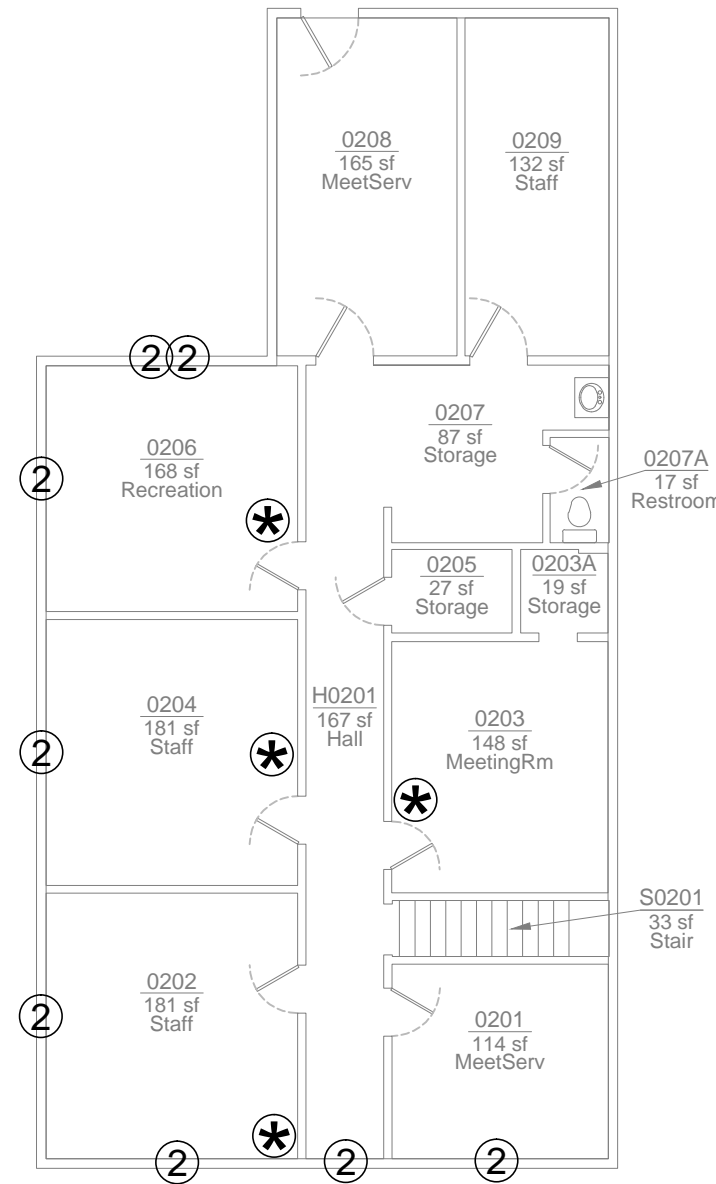 0208
165 sf
MeetServ
0209
132 sf
Staff
2 2
0206
168 sf
Recreation
2
*
0207
87 sf
Storage
0207A
17 sf
Restroom
0205
27 sf
Storage
0203A
19 sf
Storage
0204
181 sf
Staff
2
*
H0201
167 sf
Hall
0203
148 sf
MeetingRm
*
S0201
33 sf
Stair
0202
181 sf
Staff
2
*
0201
114 sf
MeetServ
2 2 2